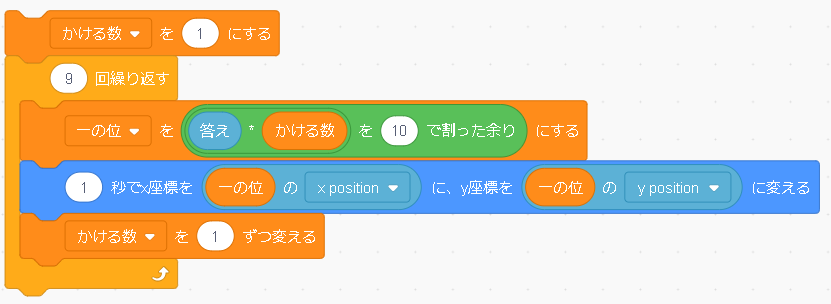 かける数 を 1 にする
9 回繰り返す
一の位 を 答え * かける数 を 10 で割った余り にする
1 秒でx座標を 一の位 の x position に、y座標を 一の位 の y position に変える
かける数 を 1 ずつ変える